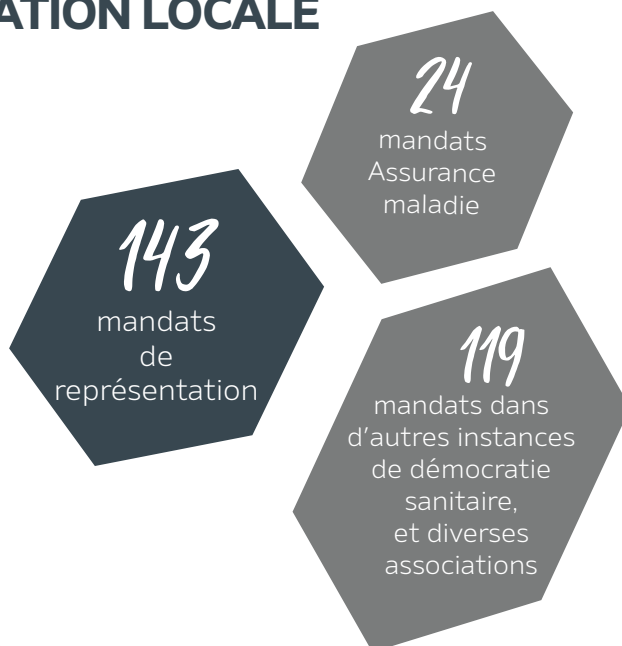 ATION LOCALE
24
mandats
Assurance
maladie
143
mandats
de
représentation
119
mandats dans
d'autres instances
de démocratie
sanitaire,
et diverses
associations